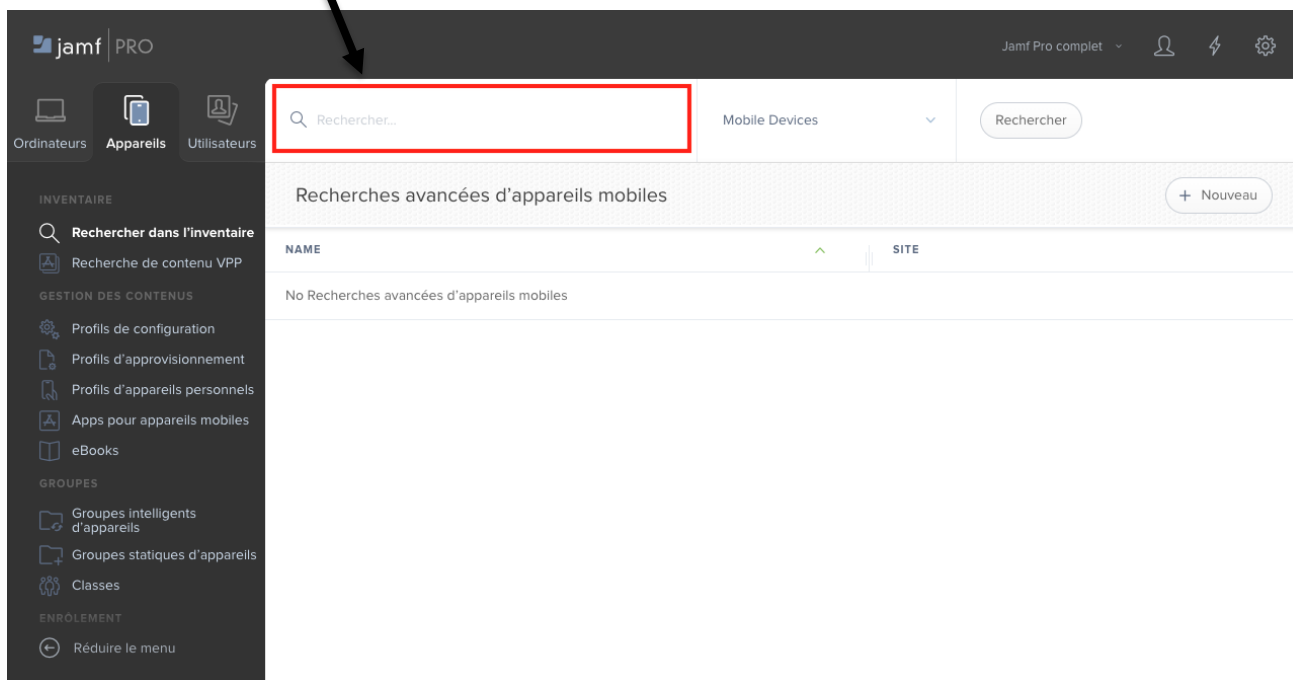 jamf PRO
Jamf Pro complet
Ordinateurs
Appareils
Utilisateurs
Rechercher...
Mobile Devices
Rechercher
INVENTAIRE
Rechercher dans l'inventaire
Recherche de contenu VPP
GESTION DES CONTENUS
Profils de configuration
Profils d'approvisionnement
Profils d'appareils personnels
Apps pour appareils mobiles
eBooks
GROUPES
Groupes intelligents
d'appareils
Groupes statiques d'appareils
Classes
ENRÔLEMENT
Réduire le menu
Recherches avancées d'appareils mobiles
+ Nouveau
NAME
SITE
No Recherches avancées d'appareils mobiles